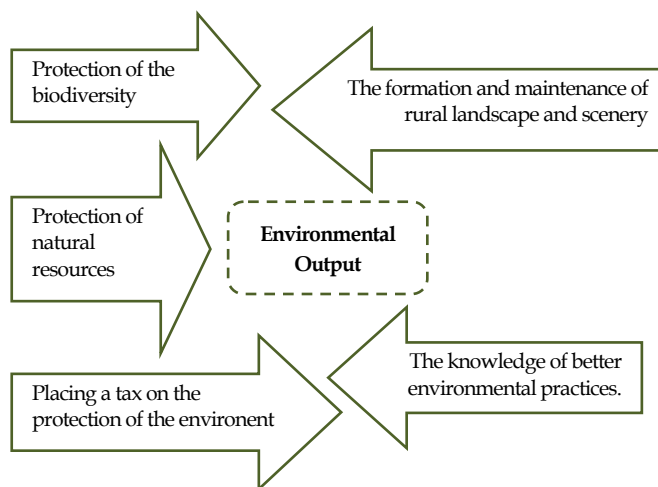 Protection of the
biodiversity
The formation and maintenance of
rural landscape and scenery
Protection of
natural
resources
Environmental
Output
Placing a tax on the
protection of the environent
The knowledge of better
environmental practices.